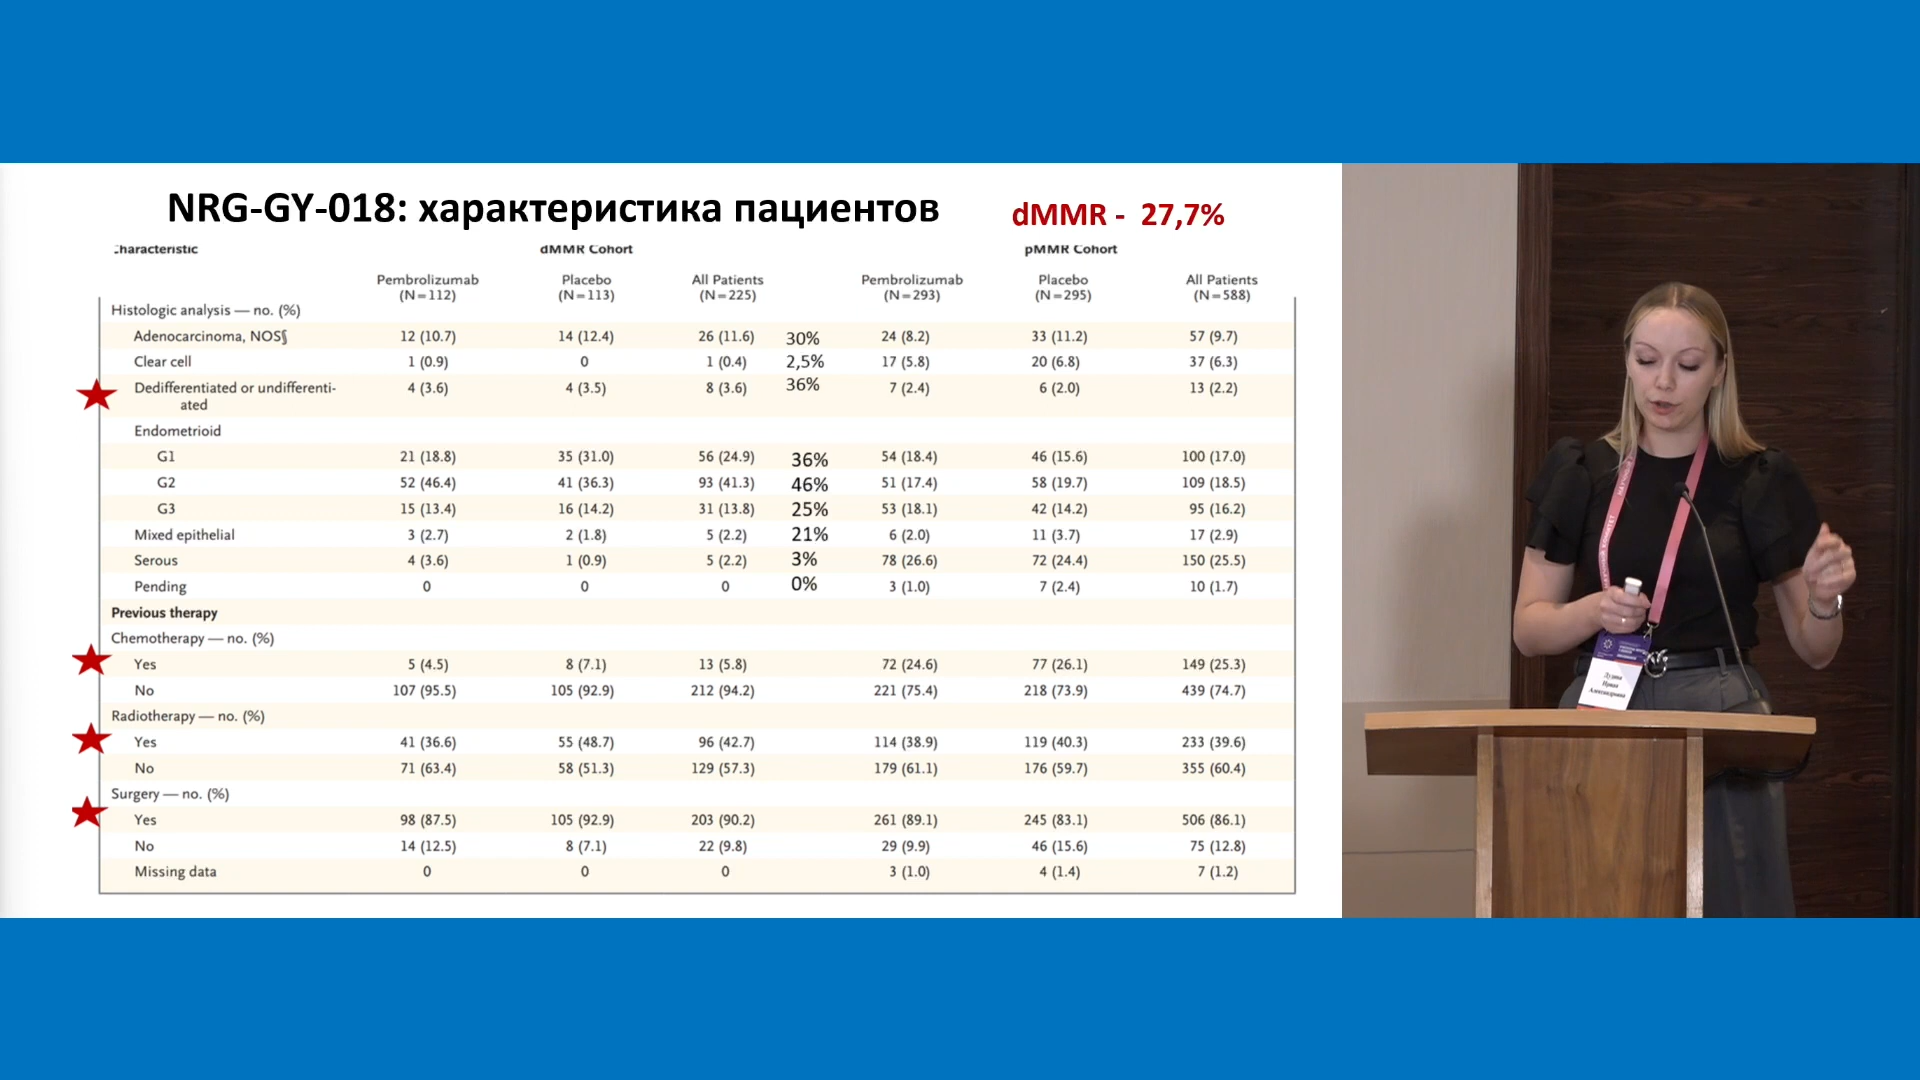 NRG-GY-018: характеристика пациентов dMMR - 27,7%
Characteristic dMMR Cohort pMMR Cohort
Pembrolizumab (N=112) Placebo (N=113) All Patients (N=225) Pembrolizumab (N=293) Placebo (N=295) All Patients (N=588)
Histologic analysis — no. (%)
Adenocarcinoma, NOS§ 12 (10.7) 14 (12.4) 26 (11.6) 30% 24 (8.2) 33 (11.2) 57 (9.7)
Clear cell 1 (0.9) 0 1 (0.4) 2,5% 17 (5.8) 20 (6.8) 37 (6.3)
Dedifferentiated or undifferenti- 4 (3.6) 4 (3.5) 8 (3.6) 36% 7 (2.4) 6 (2.0) 13 (2.2)
ated
Endometrioid
G1 21 (18.8) 35 (31.0) 56 (24.9) 36% 54 (18.4) 46 (15.6) 100 (17.0)
G2 52 (46.4) 41 (36.3) 93 (41.3) 46% 51 (17.4) 58 (19.7) 109 (18.5)
G3 15 (13.4) 16 (14.2) 31 (13.8) 25% 53 (18.1) 42 (14.2) 95 (16.2)
Mixed epithelial 3 (2.7) 2 (1.8) 5 (2.2) 21% 6 (2.0) 11 (3.7) 17 (2.9)
Serous 4 (3.6) 1 (0.9) 5 (2.2) 3% 78 (26.6) 72 (24.4) 150 (25.5)
Pending 0 0 0 0% 3 (1.0) 7 (2.4) 10 (1.7)
Previous therapy
Chemotherapy — no. (%)
Yes 5 (4.5) 8 (7.1) 13 (5.8) 72 (24.6) 77 (26.1) 149 (25.3)
No 107 (95.5) 105 (92.9) 212 (94.2) 221 (75.4) 218 (73.9) 439 (74.7)
Radiotherapy — no. (%)
Yes 41 (36.6) 55 (48.7) 96 (42.7) 114 (38.9) 119 (40.3) 233 (39.6)
No 71 (63.4) 58 (51.3) 129 (57.3) 179 (61.1) 176 (59.7) 355 (60.4)
Surgery — no. (%)
Yes 98 (87.5) 105 (92.9) 203 (90.2) 261 (89.1) 245 (83.1) 506 (86.1)
No 14 (12.5) 8 (7.1) 22 (9.8) 29 (9.9) 46 (15.6) 75 (12.8)
Missing data 0 0 0 3 (1.0) 4 (1.4) 7 (1.2)
Дудина
Ирина
Александровна